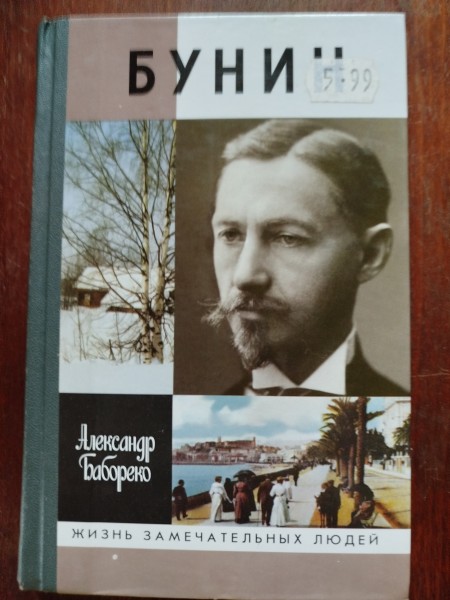 БУНИН
5-99
Александр
Бабореко
ЖИЗНЬ ЗАМЕЧАТЕЛЬНЫХ ЛЮДЕЙ